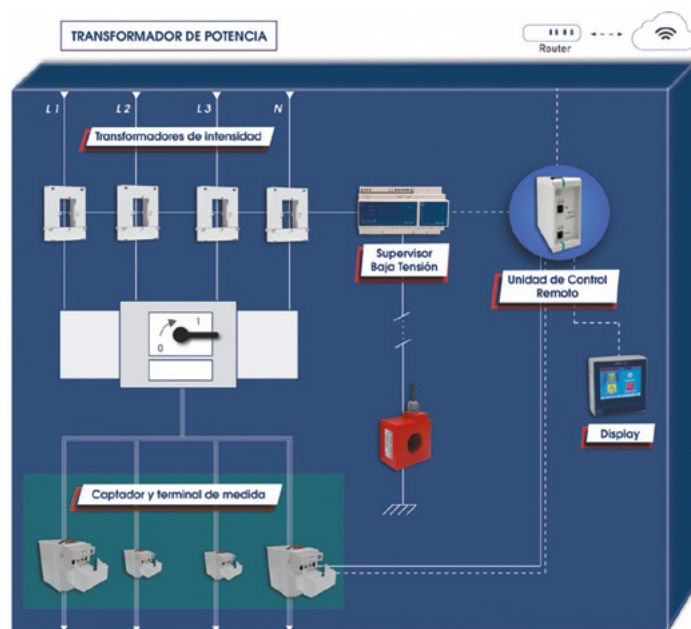 TRANSFORMADOR DE POTENCIA
Router
L1
L2
L3
N
Transformadores de intensidad
Supervisor
Baja Tensión
Unidad de Control
Remoto
1
0
Display
Captador y terminal de medida